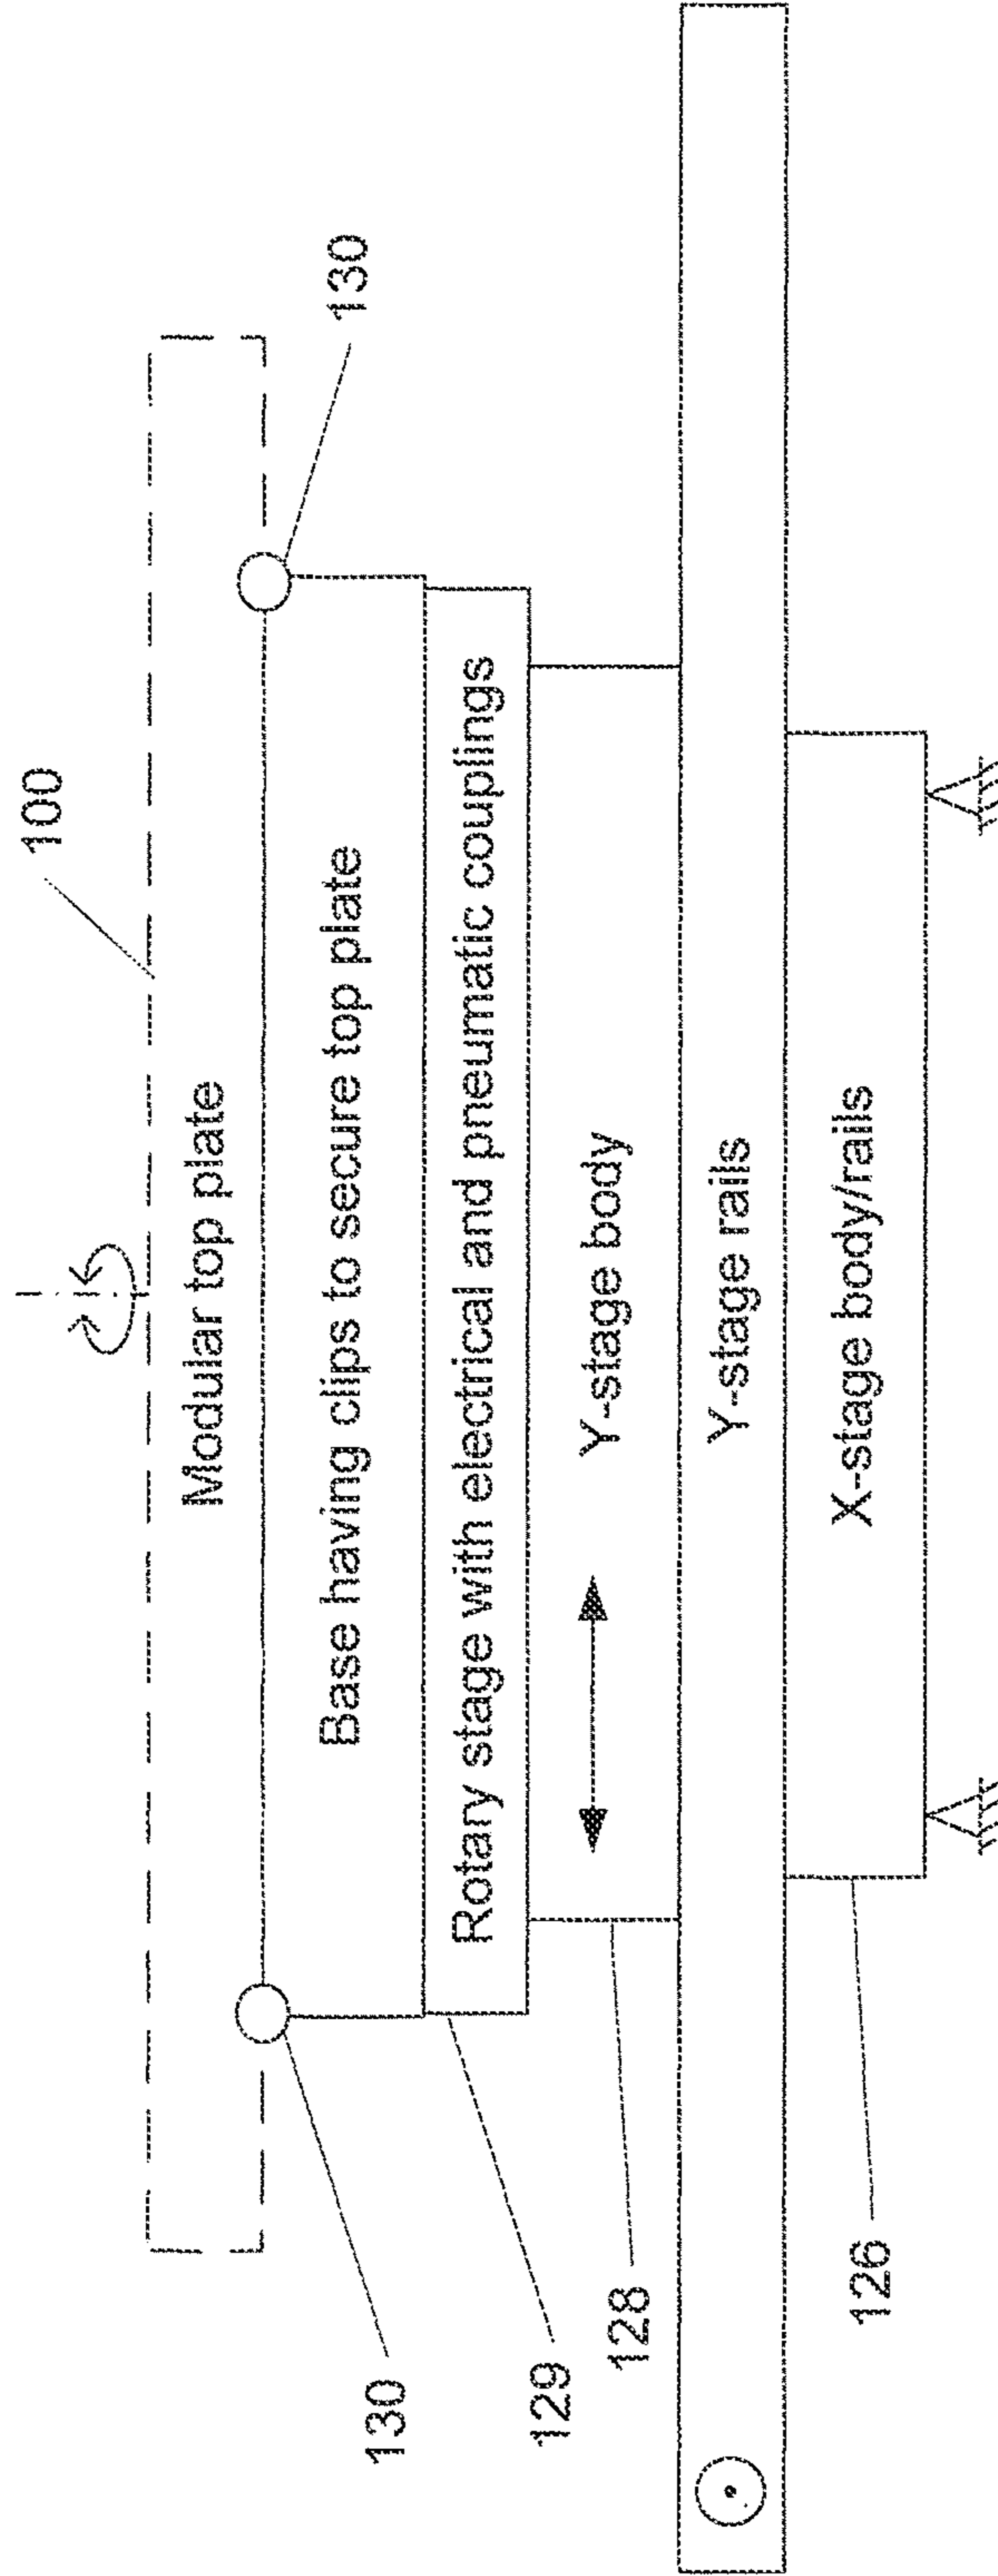 100
Modular top plate
130
130
Base having clips to secure top plate
129
Rotary stage with electrical and pneumatic couplings
128
Y-stage body
Y-stage rails
126
X-stage body/rails